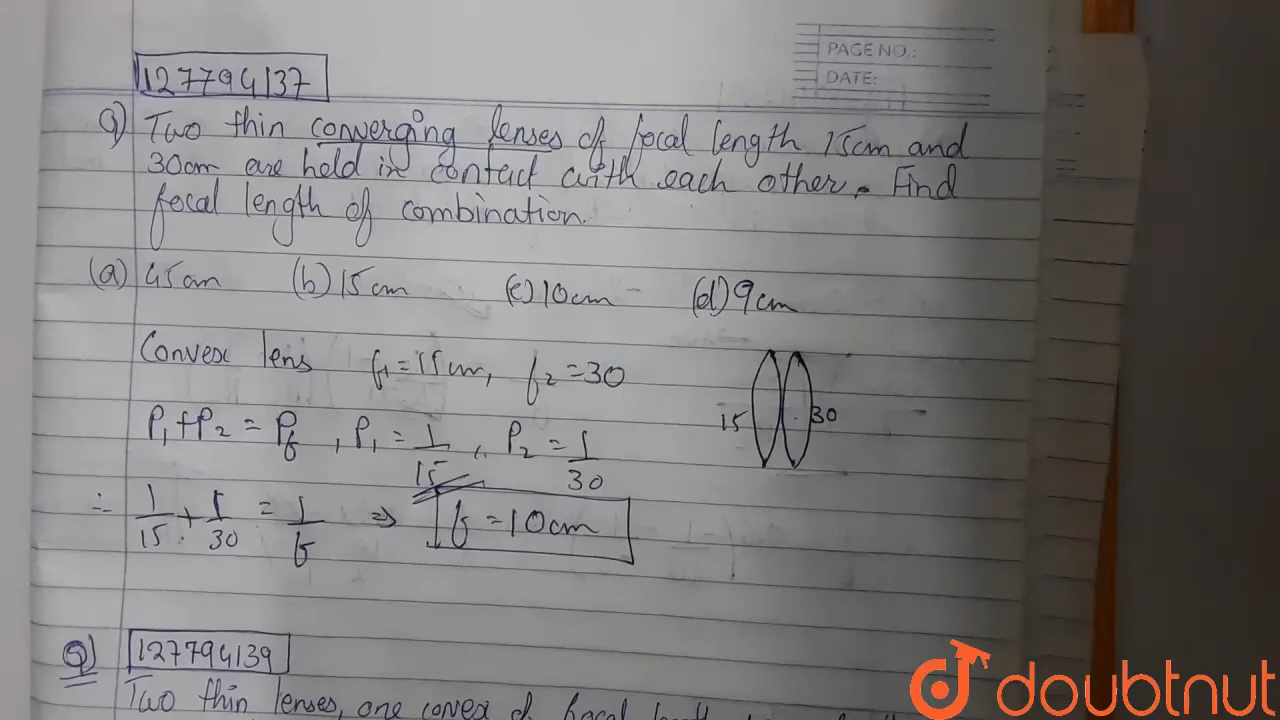 PAGE NO.:
DATE:
127794137
Q) Two thin converging lenses of focal length 15cm and
30cm are held in contact with each other. Find
focal length of combination.
(a) 45cm (b) 15cm (c) 10cm (d) 9cm
Convex lens f1 = 15cm, f2 = 30
P1 + P2 = Pf , P1 = 1/15 , P2 = 1/30
15 30
∴ 1/15 + 1/30 = 1/f ⇒ f = 10cm
Q) 127794139
Two thin lenses, one convex of focal length
doubtnut